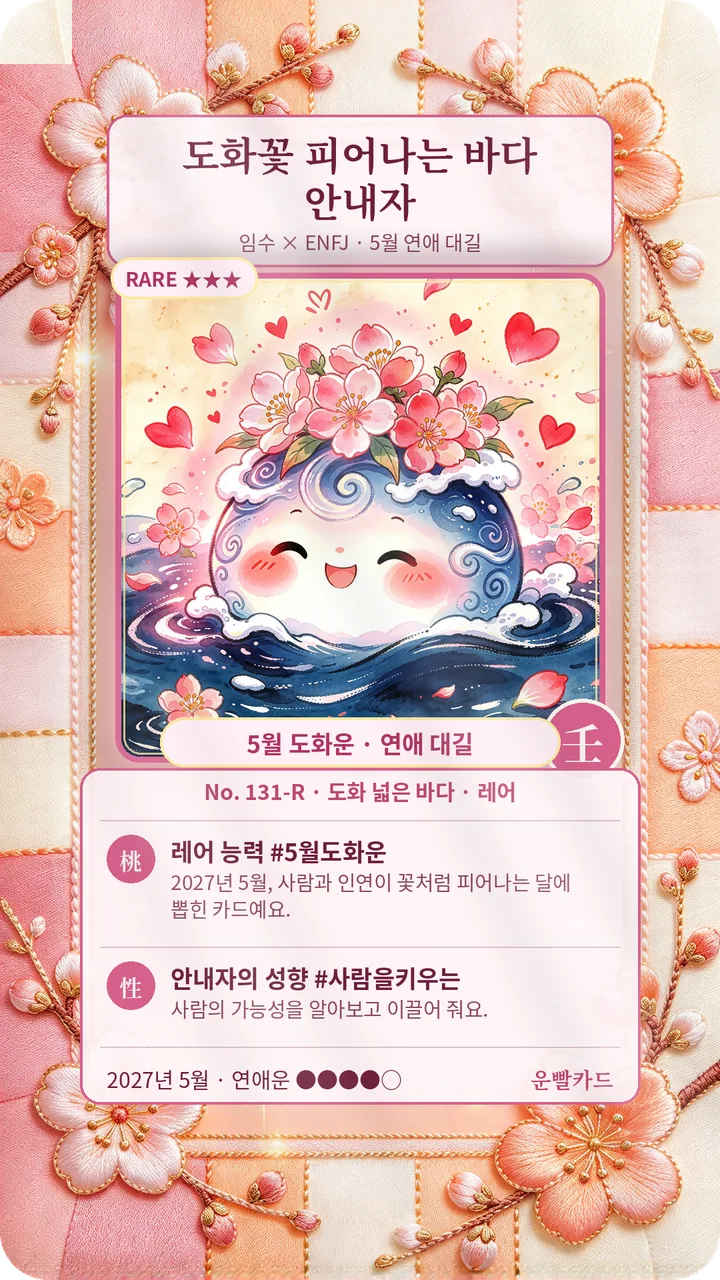 도화꽃 피어나는 바다
안내자
임수 × ENFJ · 5월 연애 대길
RARE ★★★
5월 도화운 · 연애 대길
壬
No. 131-R · 도화 넓은 바다 · 레어
桃
레어 능력 #5월도화운
2027년 5월, 사람과 인연이 꽃처럼 피어나는 달에
뽑힌 카드예요.
性
안내자의 성향 #사람을키우는
사람의 가능성을 알아보고 이끌어 줘요.
2027년 5월 · 연애운 ●●●●○
운빨카드